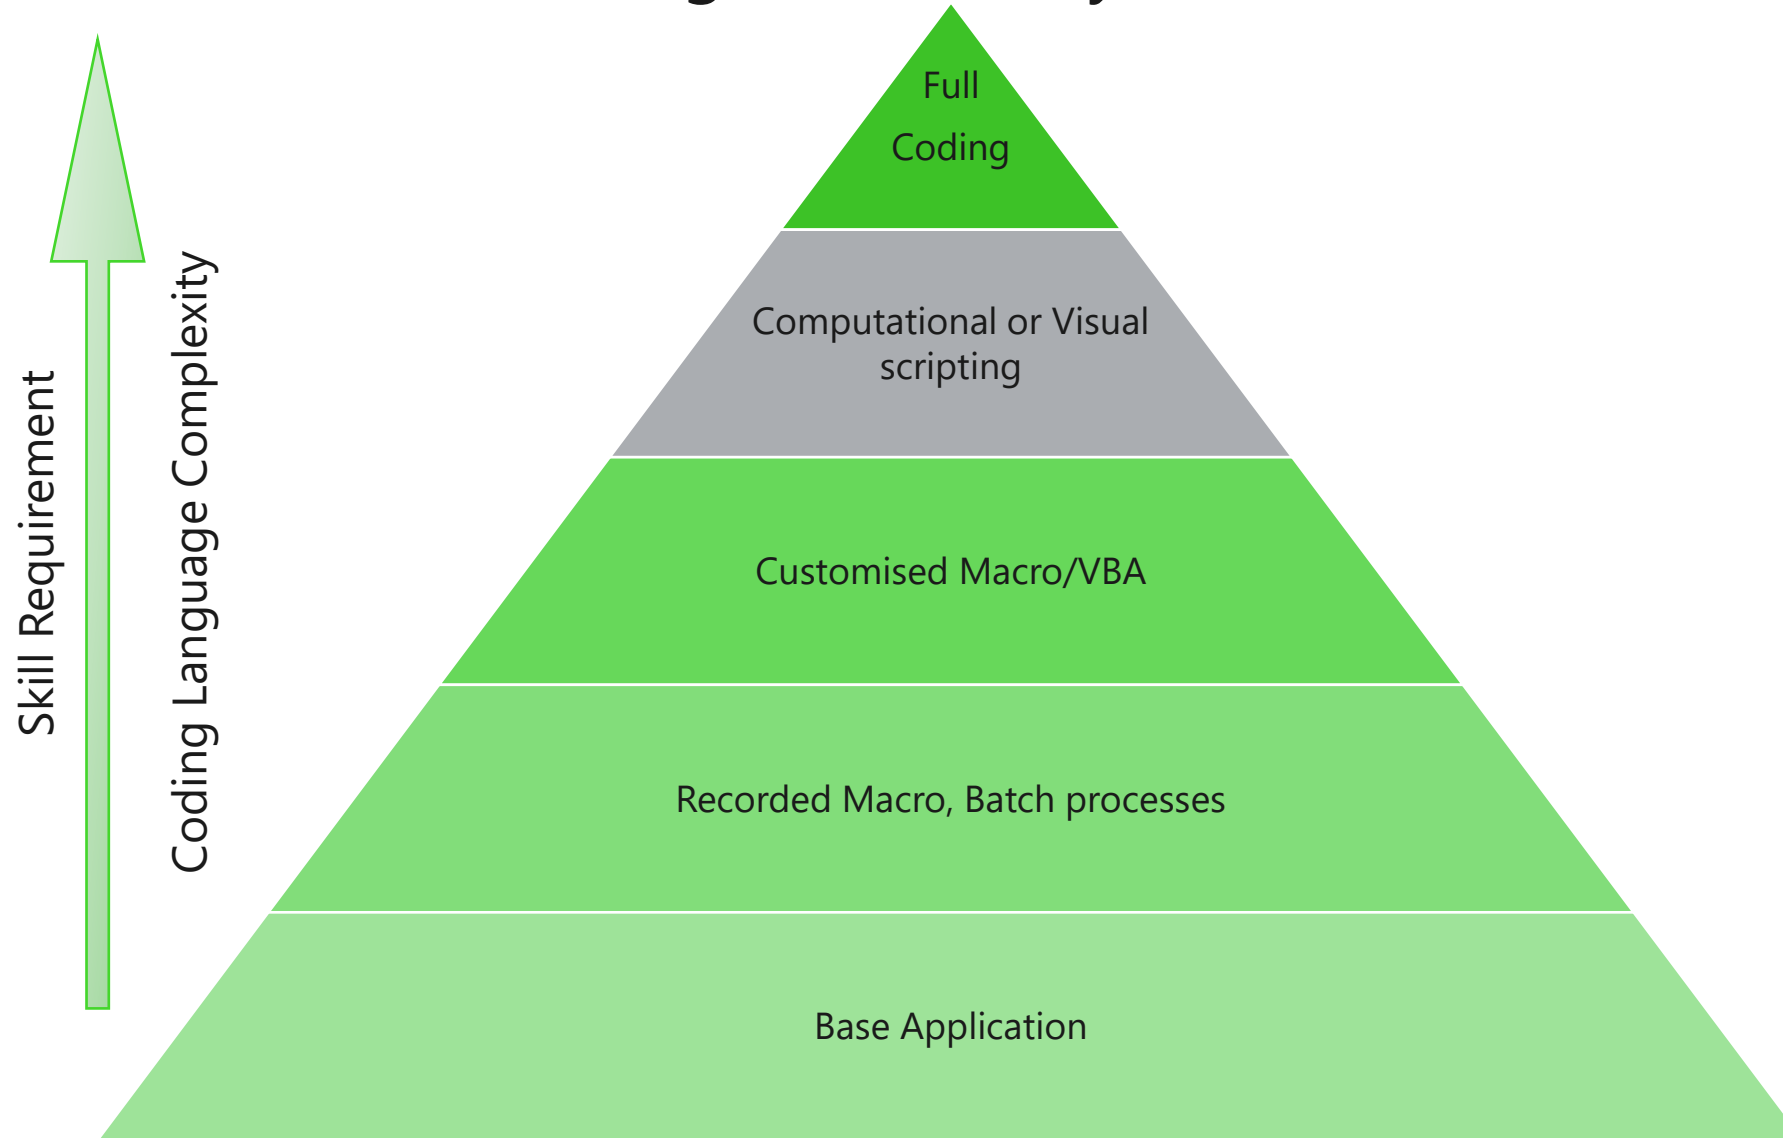 Full
Coding
Computational or Visual
scripting
Customised Macro/VBA
Recorded Macro, Batch processes
Base Application
Skill Requirement
Coding Language Complexity